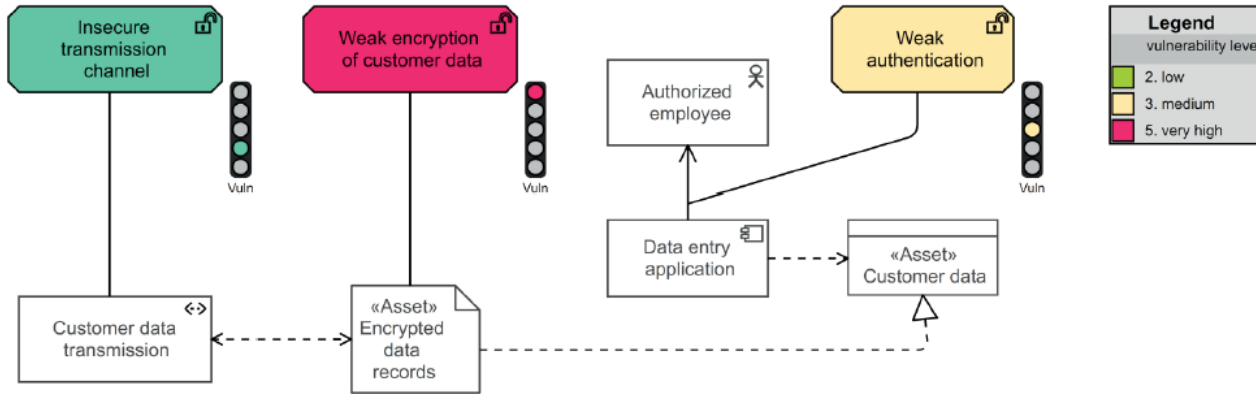 Insecure
transmission
channel
Vuln
Weak encryption
of customer data
Vuln
Authorized
employee
Weak
authentication
Vuln
Legend
vulnerability leve
2. low
3. medium
5. very high
Data entry
application
«Asset»
Customer data
Customer data
transmission
«Asset»
Encrypted
data
records